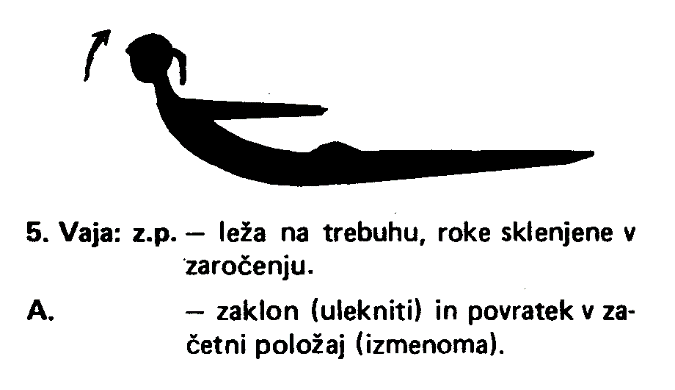 5. Vaja: z.p. – leža na trebuhu, roke sklenjene v
zaročenju.
A. – zaklon (ulekniti) in povratek v za-
četni položaj (izmenoma).